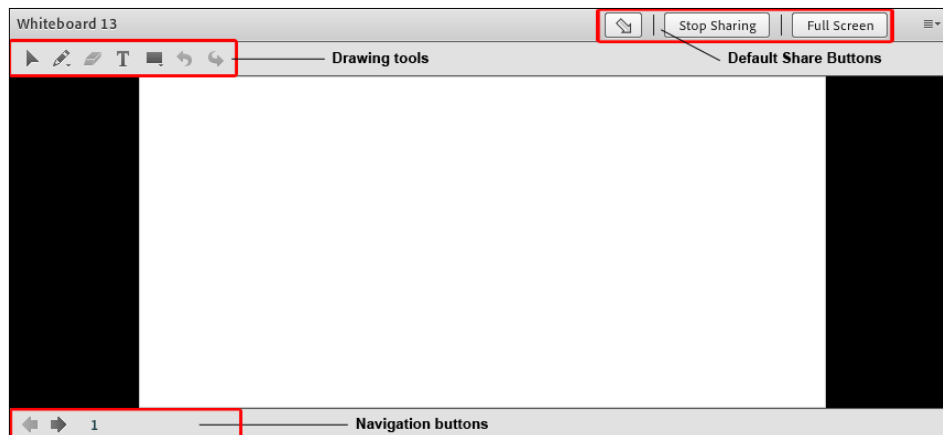 Whiteboard 13
Stop Sharing
Full Screen
T
Drawing tools
Default Share Buttons
1
Navigation buttons